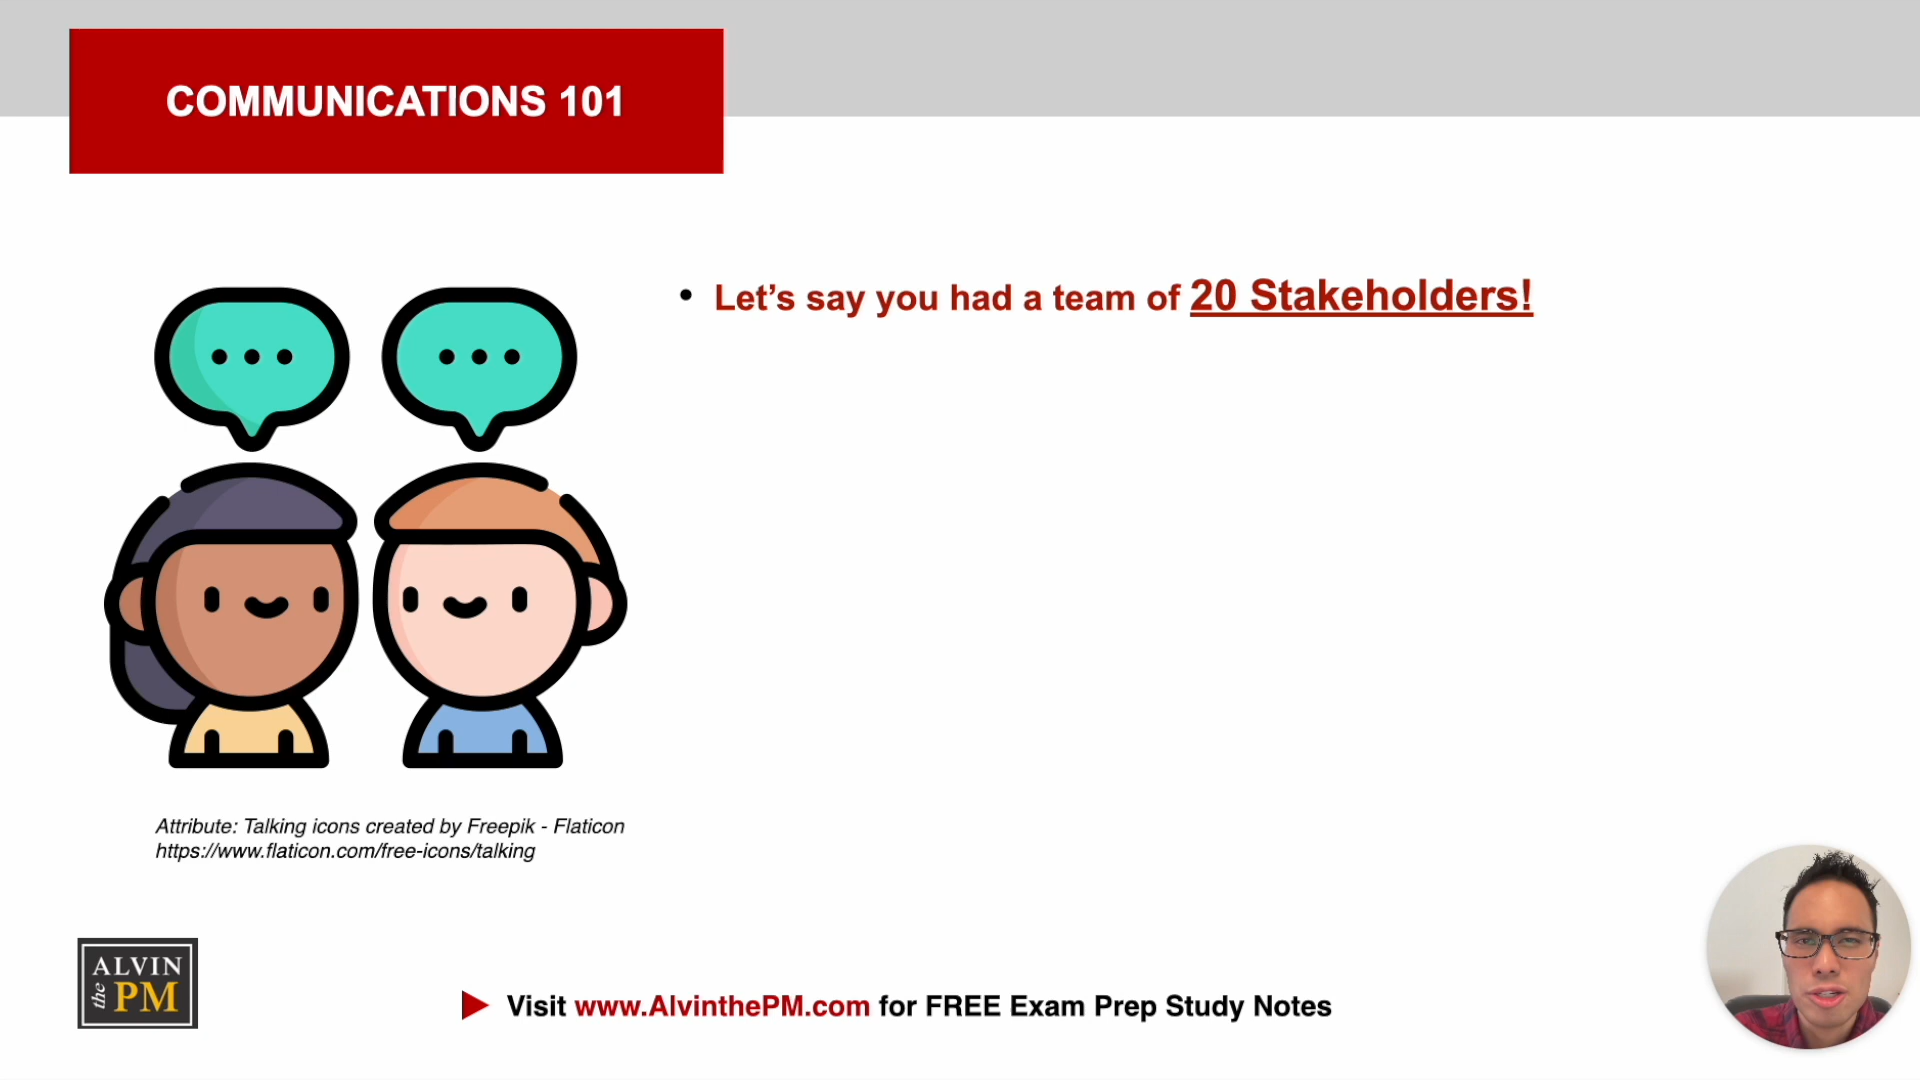 COMMUNICATIONS 101
• Let’s say you had a team of 20 Stakeholders!
Attribute: Talking icons created by Freepik - Flaticon
https://www.flaticon.com/free-icons/talking
ALVIN
the PM
Visit www.AlvinthePM.com for FREE Exam Prep Study Notes